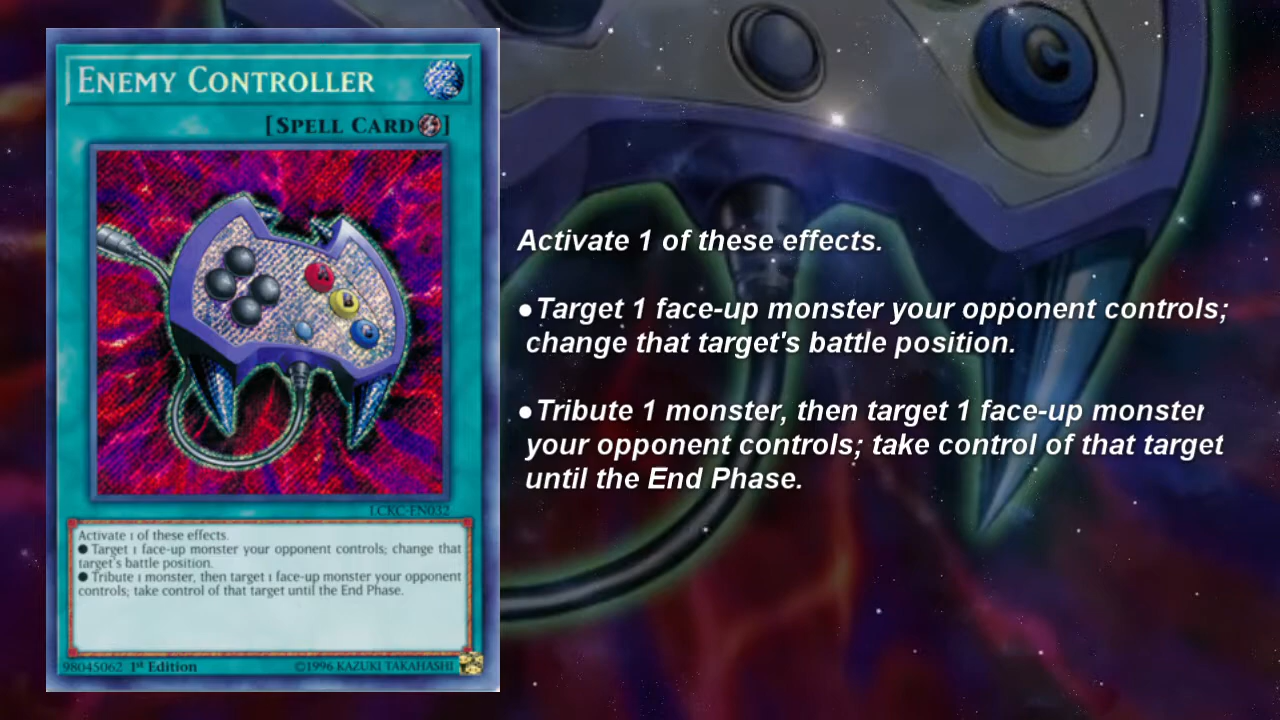 ENEMY CONTROLLER
[SPELL CARD]
LCKC-EN032
Activate 1 of these effects.
● Target 1 face-up monster your opponent controls; change that
target's battle position.
● Tribute 1 monster, then target 1 face-up monster your opponent
controls; take control of that target until the End Phase.
98045062 1st Edition ©1996 KAZUKI TAKAHASHI
C
Activate 1 of these effects.
●Target 1 face-up monster your opponent controls;
change that target's battle position.
●Tribute 1 monster, then target 1 face-up monster
your opponent controls; take control of that target
until the End Phase.